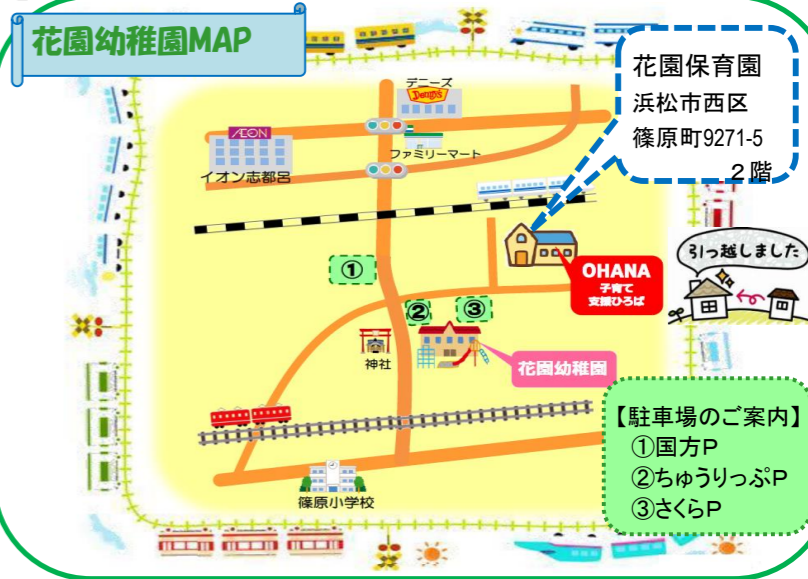 花園幼稚園MAP
花園保育園
浜松市西区
篠原町9271-5
2階
デニーズ
Denny's
ÆON
イオン志都呂
ファミリーマート
引っ越しました
①
OHANA
子育て
支援ひろば
②
③
神社
花園幼稚園
【駐車場のご案内】
①国方P
②ちゅうりっぷP
③さくらP
篠原小学校